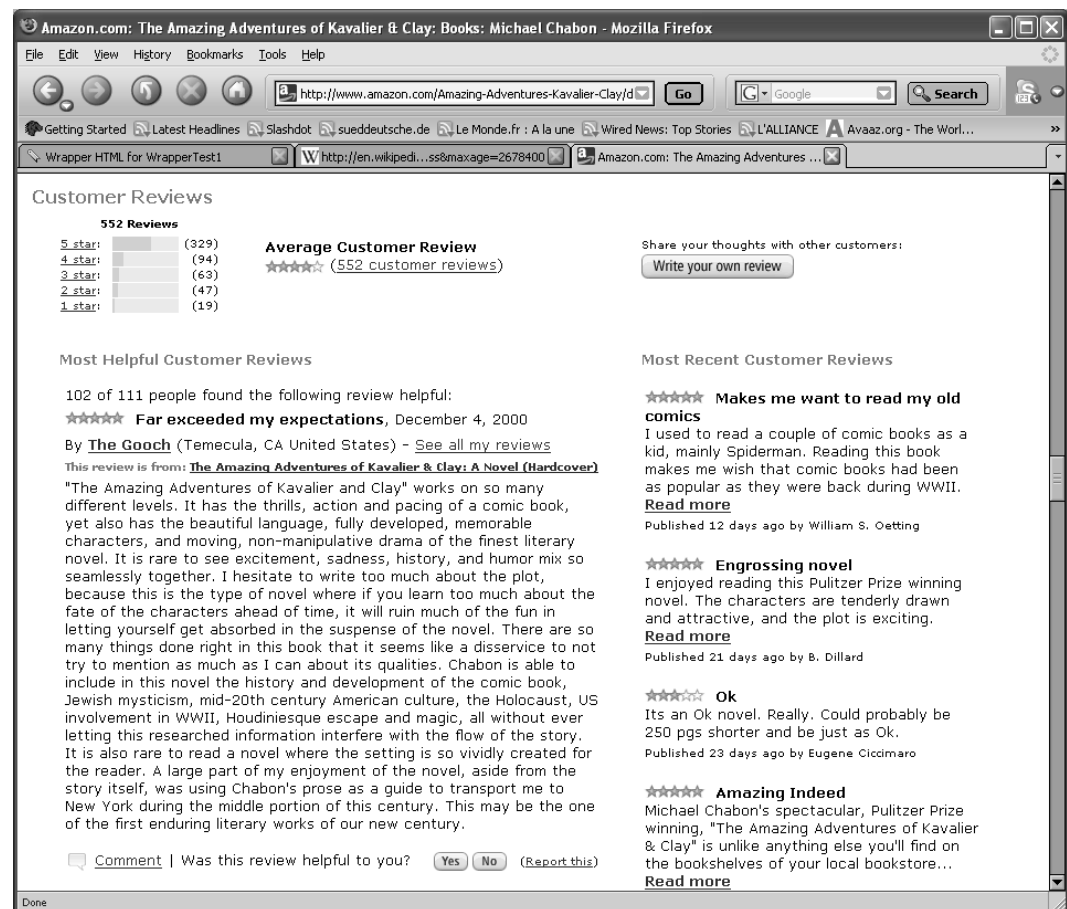 Amazon.com: The Amazing Adventures of Kavalier & Clay: Books: Michael Chabon - Mozilla Firefox
File Edit View History Bookmarks Tools Help
http://www.amazon.com/Amazing-Adventures-Kavalier-Clay/d Go G Google Search
Getting Started Latest Headlines Slashdot sueddeutsche.de Le Monde.fr : A la une Wired News: Top Stories L'ALLIANCE Avaaz.org - The Worl... »
Wrapper HTML for WrapperTest1 W http://en.wikipedi...ss&maxage=2678400 Amazon.com: The Amazing Adventures ...
Customer Reviews
552 Reviews
5 star: (329)
4 star: (94)
3 star: (63)
2 star: (47)
1 star: (19)
Average Customer Review
(552 customer reviews)
Share your thoughts with other customers:
Write your own review
Most Helpful Customer Reviews
102 of 111 people found the following review helpful:
Far exceeded my expectations, December 4, 2000
By The Gooch (Temecula, CA United States) - See all my reviews
This review is from: The Amazing Adventures of Kavalier & Clay: A Novel (Hardcover)
"The Amazing Adventures of Kavalier and Clay" works on so many
different levels. It has the thrills, action and pacing of a comic book,
yet also has the beautiful language, fully developed, memorable
characters, and moving, non-manipulative drama of the finest literary
novel. It is rare to see excitement, sadness, history, and humor mix so
seamlessly together. I hesitate to write too much about the plot,
because this is the type of novel where if you learn too much about the
fate of the characters ahead of time, it will ruin much of the fun in
letting yourself get absorbed in the suspense of the novel. There are so
many things done right in this book that it seems like a disservice to not
try to mention as much as I can about its qualities. Chabon is able to
include in this novel the history and development of the comic book,
Jewish mysticism, mid-20th century American culture, the Holocaust, US
involvement in WWII, Houdiniesque escape and magic, all without ever
letting this researched information interfere with the flow of the story.
It is also rare to read a novel where the setting is so vividly created for
the reader. A large part of my enjoyment of the novel, aside from the
story itself, was using Chabon's prose as a guide to transport me to
New York during the middle portion of this century. This may be the one
of the first enduring literary works of our new century.
Comment | Was this review helpful to you? Yes No (Report this)
Most Recent Customer Reviews
Makes me want to read my old
comics
I used to read a couple of comic books as a
kid, mainly Spiderman. Reading this book
makes me wish that comic books had been
as popular as they were back during WWII.
Read more
Published 12 days ago by William S. Oetting
Engrossing novel
I enjoyed reading this Pulitzer Prize winning
novel. The characters are tenderly drawn
and attractive, and the plot is exciting.
Read more
Published 21 days ago by B. Dillard
Ok
Its an Ok novel. Really. Could probably be
250 pgs shorter and be just as Ok.
Published 23 days ago by Eugene Ciccimaro
Amazing Indeed
Michael Chabon's spectacular, Pulitzer Prize
winning, "The Amazing Adventures of Kavalier
& Clay" is unlike anything else you'll find on
the bookshelves of your local bookstore...
Read more
Done